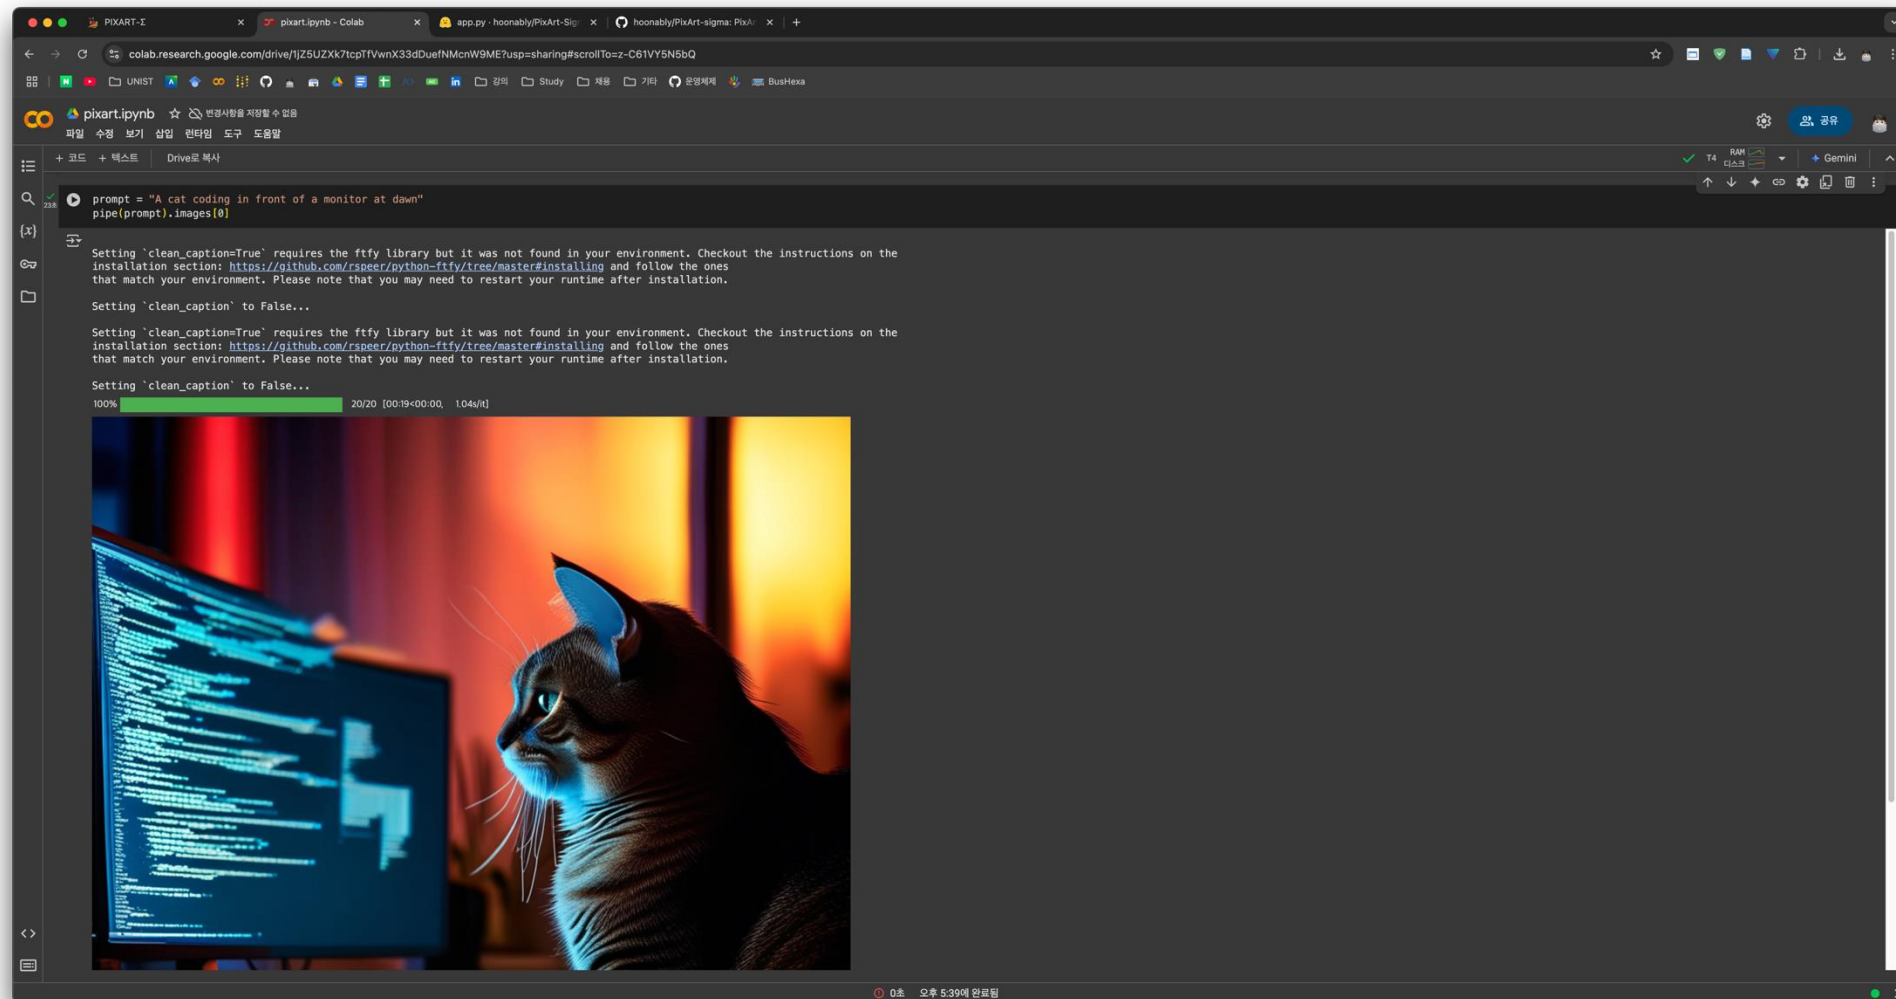 PIXART-Σ
pixart.ipynb - Colab
app.py · hoonably/PixArt-Sig
hoonably/PixArt-sigma: PixAr
colab.research.google.com/drive/1jZ5UZXk7tcpTfVwnX33dDuefNMcnW9ME?usp=sharing#scrollTo=z-C61VY5N5bQ
UNIST 강의 Study 채용 기타 운영체제 BusHexa
pixart.ipynb 변경사항을 저장할 수 없음
파일 수정 보기 삽입 런타임 도구 도움말
공유
+ 코드 + 텍스트 Drive로 복사
T4 RAM 디스크 Gemini
23초
prompt = "A cat coding in front of a monitor at dawn"
pipe(prompt).images[0]
Setting `clean_caption=True` requires the ftfy library but it was not found in your environment. Checkout the instructions on the
installation section: https://github.com/rspeer/python-ftfy/tree/master#installing and follow the ones
that match your environment. Please note that you may need to restart your runtime after installation.
Setting `clean_caption` to False...
Setting `clean_caption=True` requires the ftfy library but it was not found in your environment. Checkout the instructions on the
installation section: https://github.com/rspeer/python-ftfy/tree/master#installing and follow the ones
that match your environment. Please note that you may need to restart your runtime after installation.
Setting `clean_caption` to False...
100% 20/20 [00:19<00:00, 1.04s/it]
0초 오후 5:39에 완료됨